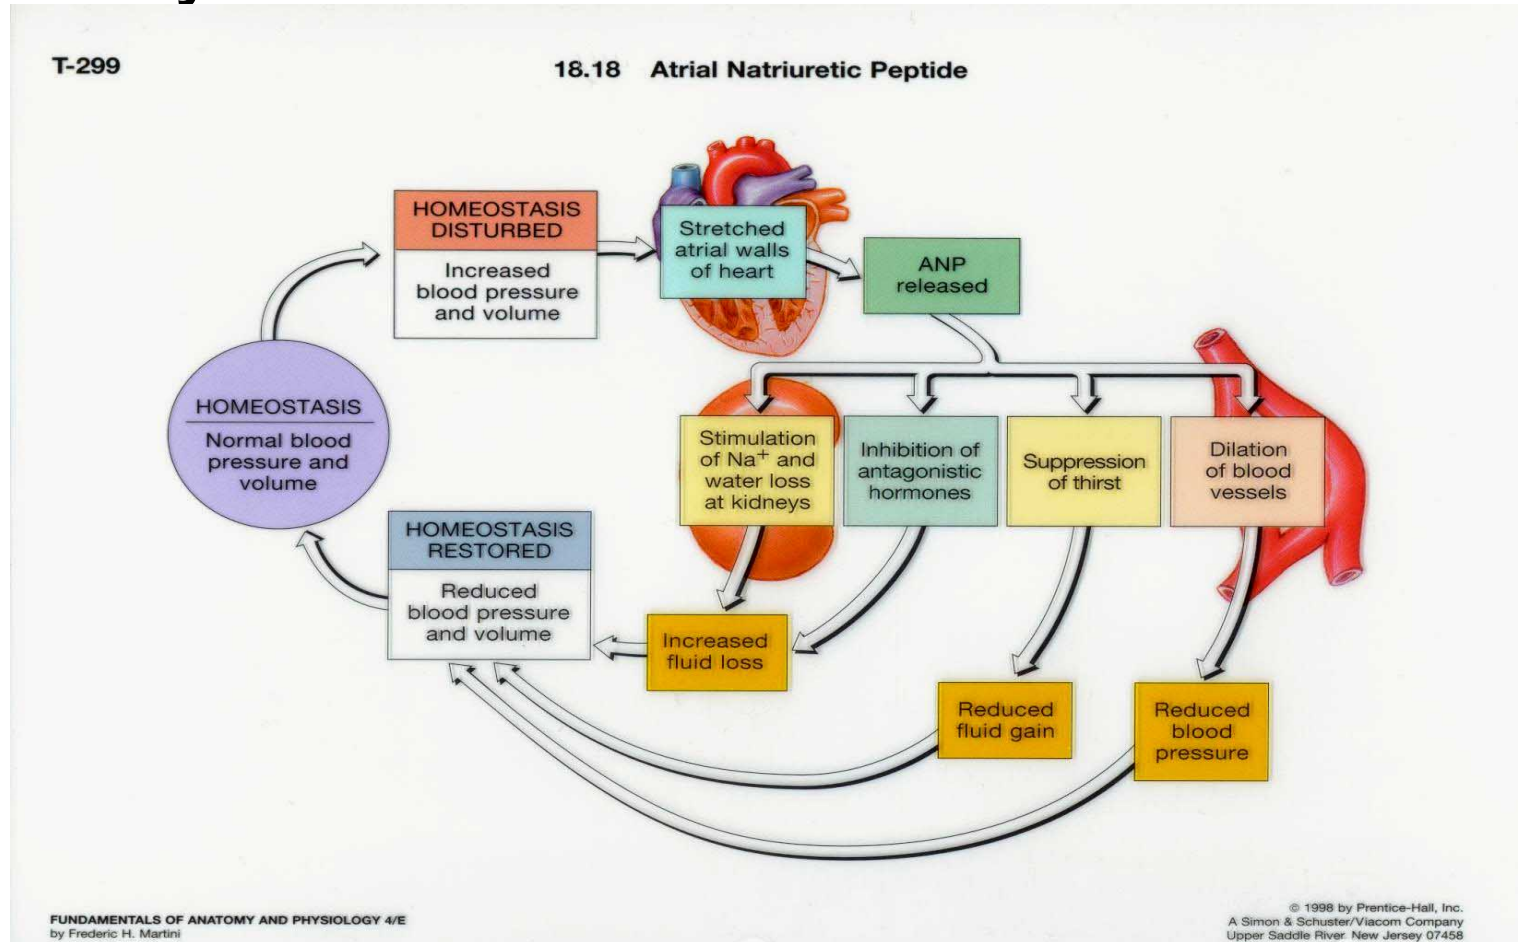 T-299
18.18 Atrial Natriuretic Peptide
HOMEOSTASIS
DISTURBED
Increased
blood pressure
and volume
Stretched
atrial walls
of heart
ANP
released
HOMEOSTASIS
Normal blood
pressure and
volume
Stimulation
of Na⁺ and
water loss
at kidneys
Inhibition of
antagonistic
hormones
Suppression
of thirst
Dilation
of blood
vessels
HOMEOSTASIS
RESTORED
Reduced
blood pressure
and volume
Increased
fluid loss
Reduced
fluid gain
Reduced
blood
pressure
FUNDAMENTALS OF ANATOMY AND PHYSIOLOGY 4/E
by Frederic H. Martini
© 1998 by Prentice-Hall, Inc.
A Simon & Schuster/Viacom Company
Upper Saddle River New Jersey 07458